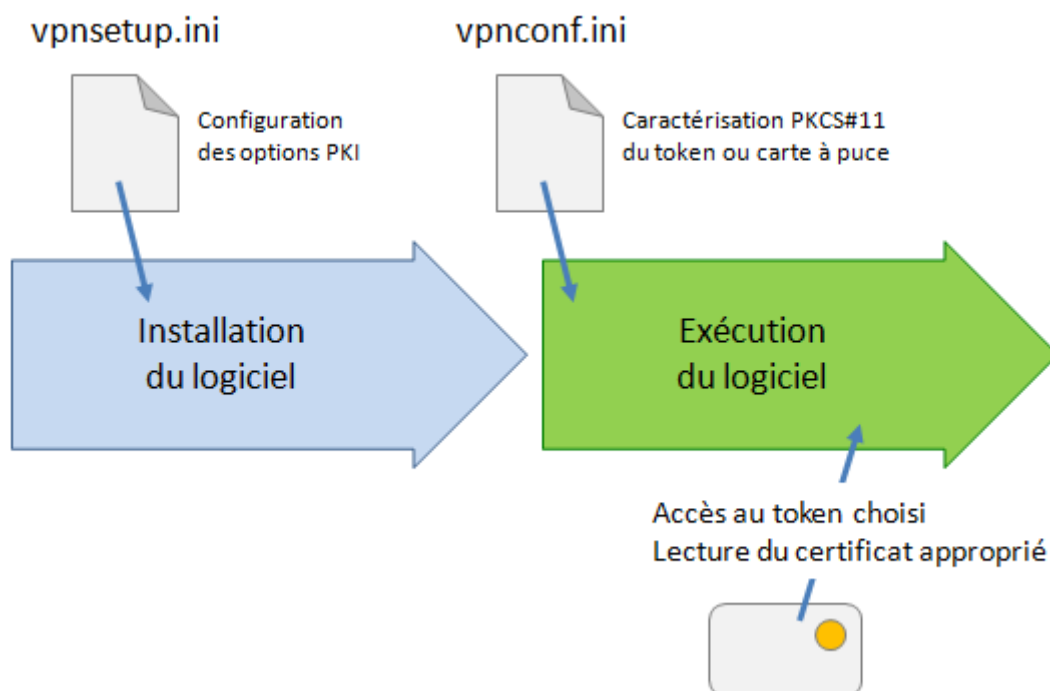 vpnsetup.ini
Configuration
des options PKI
vpnconf.ini
Caractérisation PKCS#11
du token ou carte à puce
Installation
du logiciel
Exécution
du logiciel
Accès au token choisi
Lecture du certificat approprié